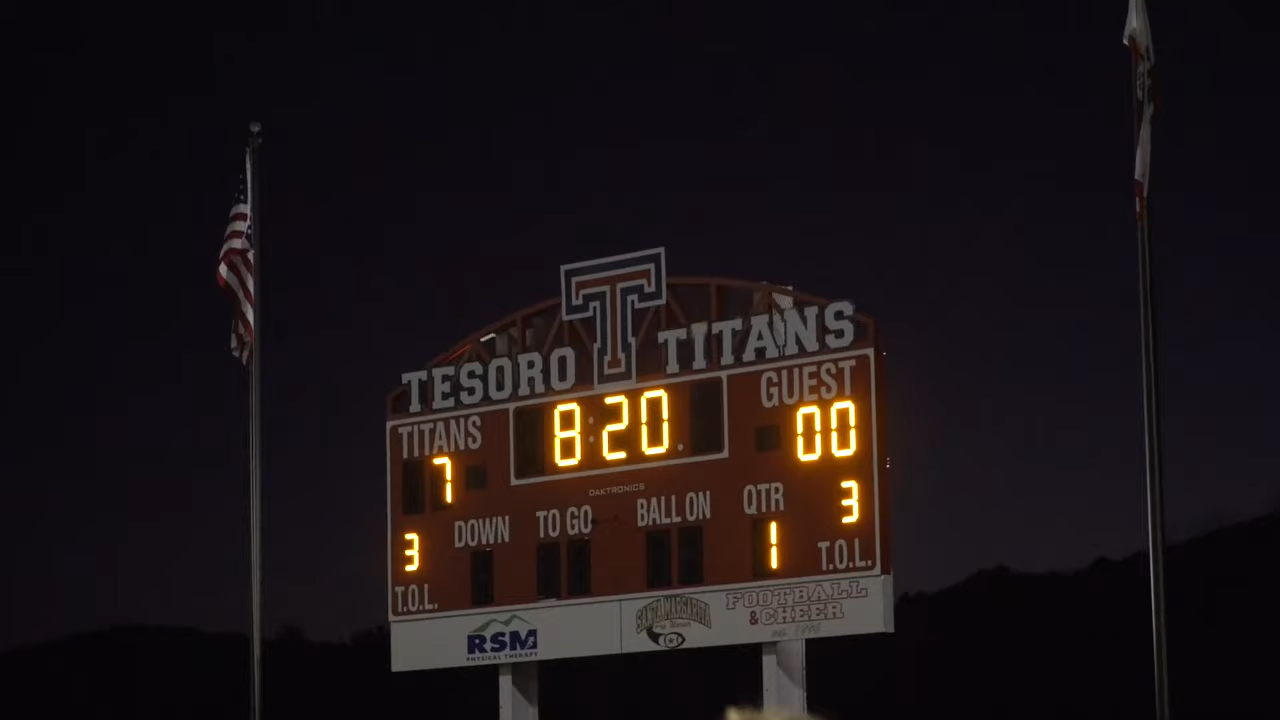 T
TESORO TITANS
TITANS 8:20 GUEST
7 00
DAKTRONICS
DOWN TO GO BALL ON QTR
3 1 3
T.O.L. T.O.L.
RSM
PHYSICAL THERAPY
SANTA MARGARITA
FOOTBALL
&CHEER